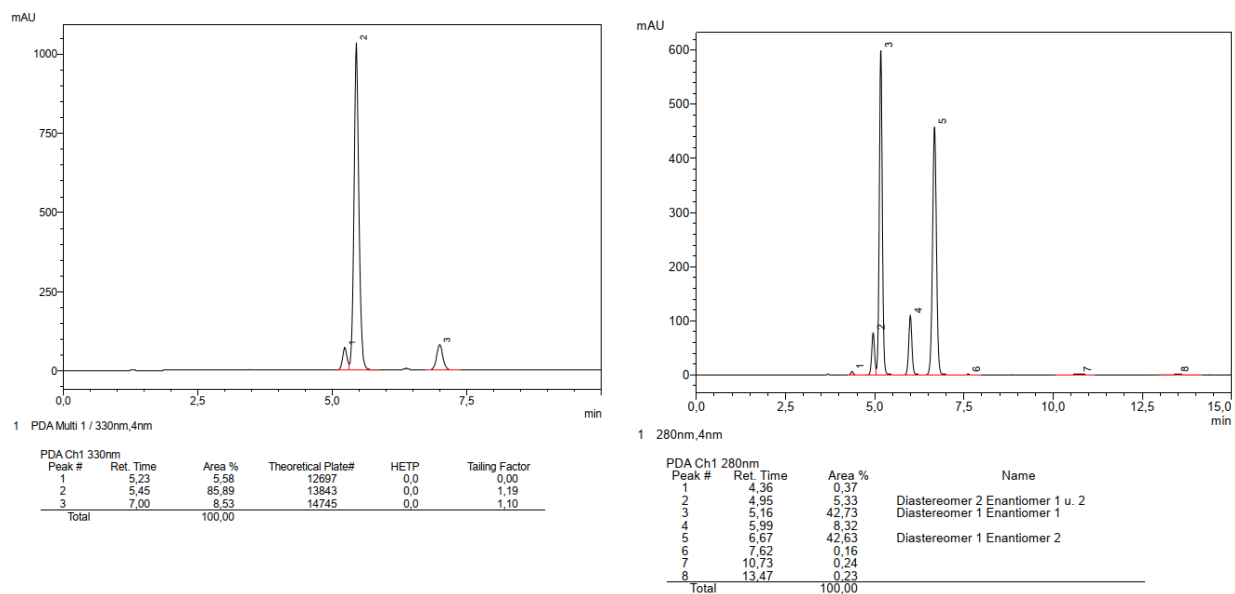 mAU
1000
750
500
250
0
1
2
3
0,0 2,5 5,0 7,5
min
1 PDA Multi 1 / 330nm,4nm
PDA Ch1 330nm
Peak # Ret. Time Area % Theoretical Plate# HETP Tailing Factor
1 5,23 5,58 12697 0,0 0,00
2 5,45 85,89 13843 0,0 1,19
3 7,00 8,53 14745 0,0 1,10
Total 100,00
mAU
600
500
400
300
200
100
0
1
2
3
4
5
6
7
8
0,0 2,5 5,0 7,5 10,0 12,5 15,0
min
1 280nm,4nm
PDA Ch1 280nm
Peak # Ret. Time Area % Name
1 4,36 0,37
2 4,95 5,33 Diastereomer 2 Enantiomer 1 u. 2
3 5,16 42,73 Diastereomer 1 Enantiomer 1
4 5,99 8,32
5 6,67 42,63 Diastereomer 1 Enantiomer 2
6 7,62 0,16
7 10,73 0,24
8 13,47 0,23
Total 100,00